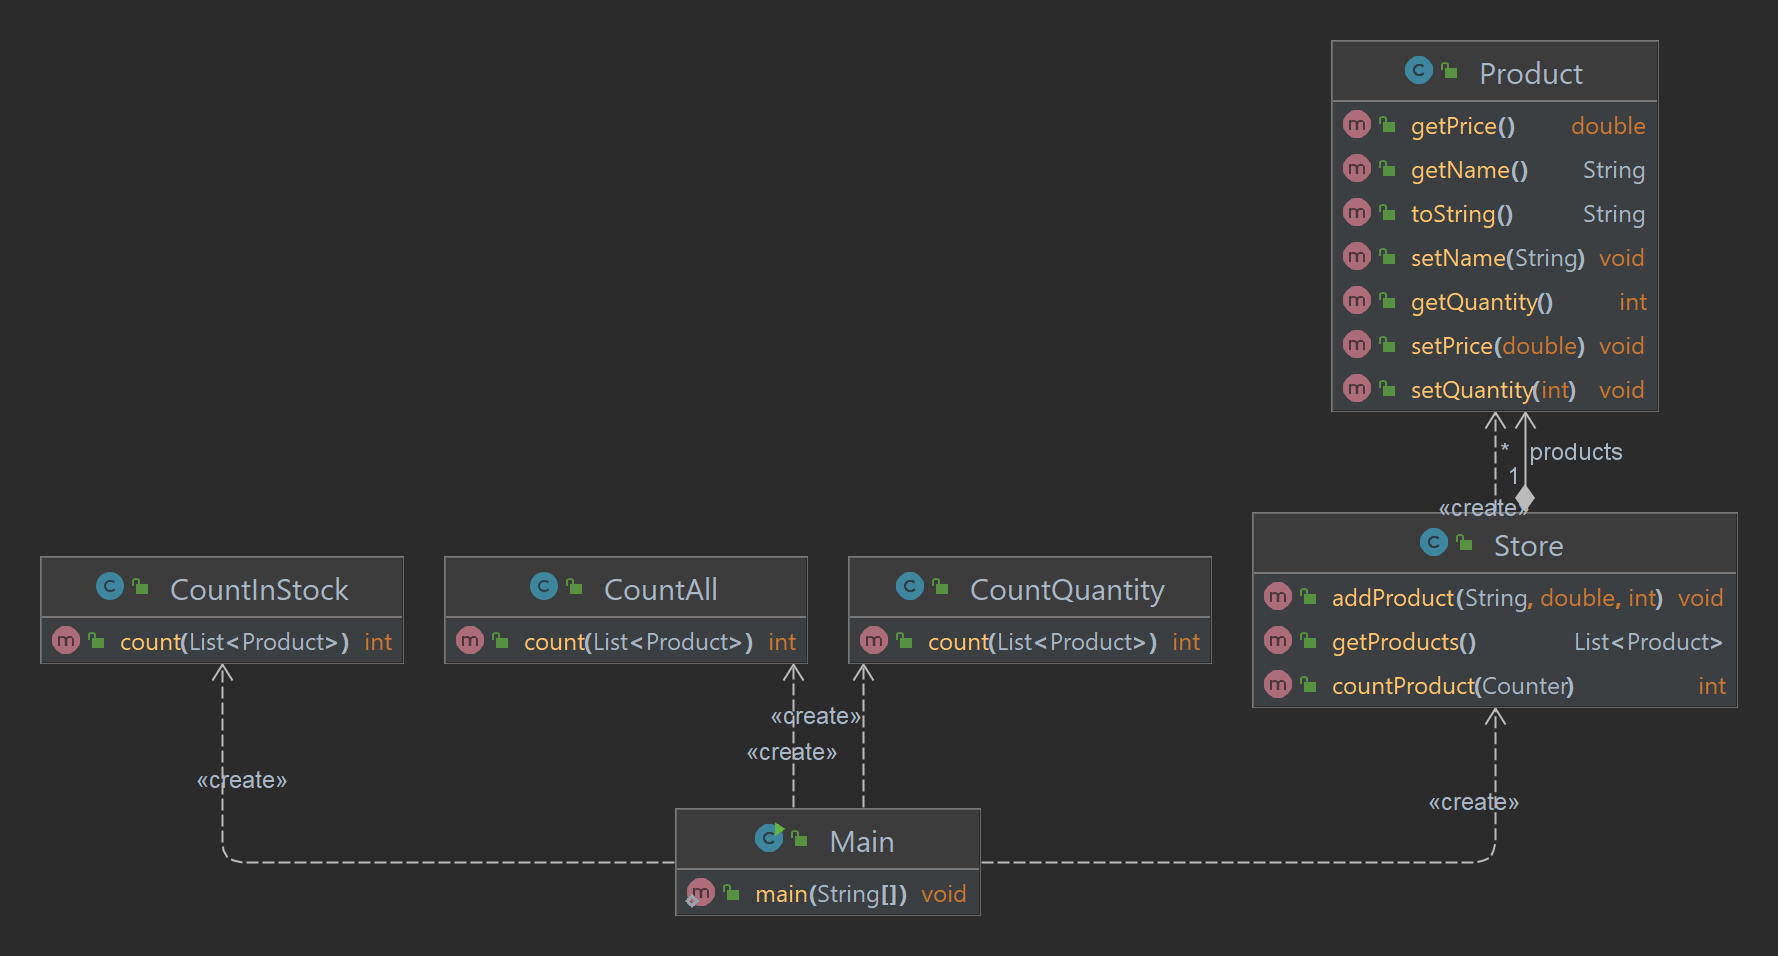 Product
getPrice() double
getName() String
toString() String
setName(String) void
getQuantity() int
setPrice(double) void
setQuantity(int) void
* products
1
«create»
Store
addProduct(String, double, int) void
getProducts() List<Product>
countProduct(Counter) int
CountInStock
count(List<Product>) int
CountAll
count(List<Product>) int
CountQuantity
count(List<Product>) int
«create»
«create»
«create»
«create»
Main
main(String[]) void